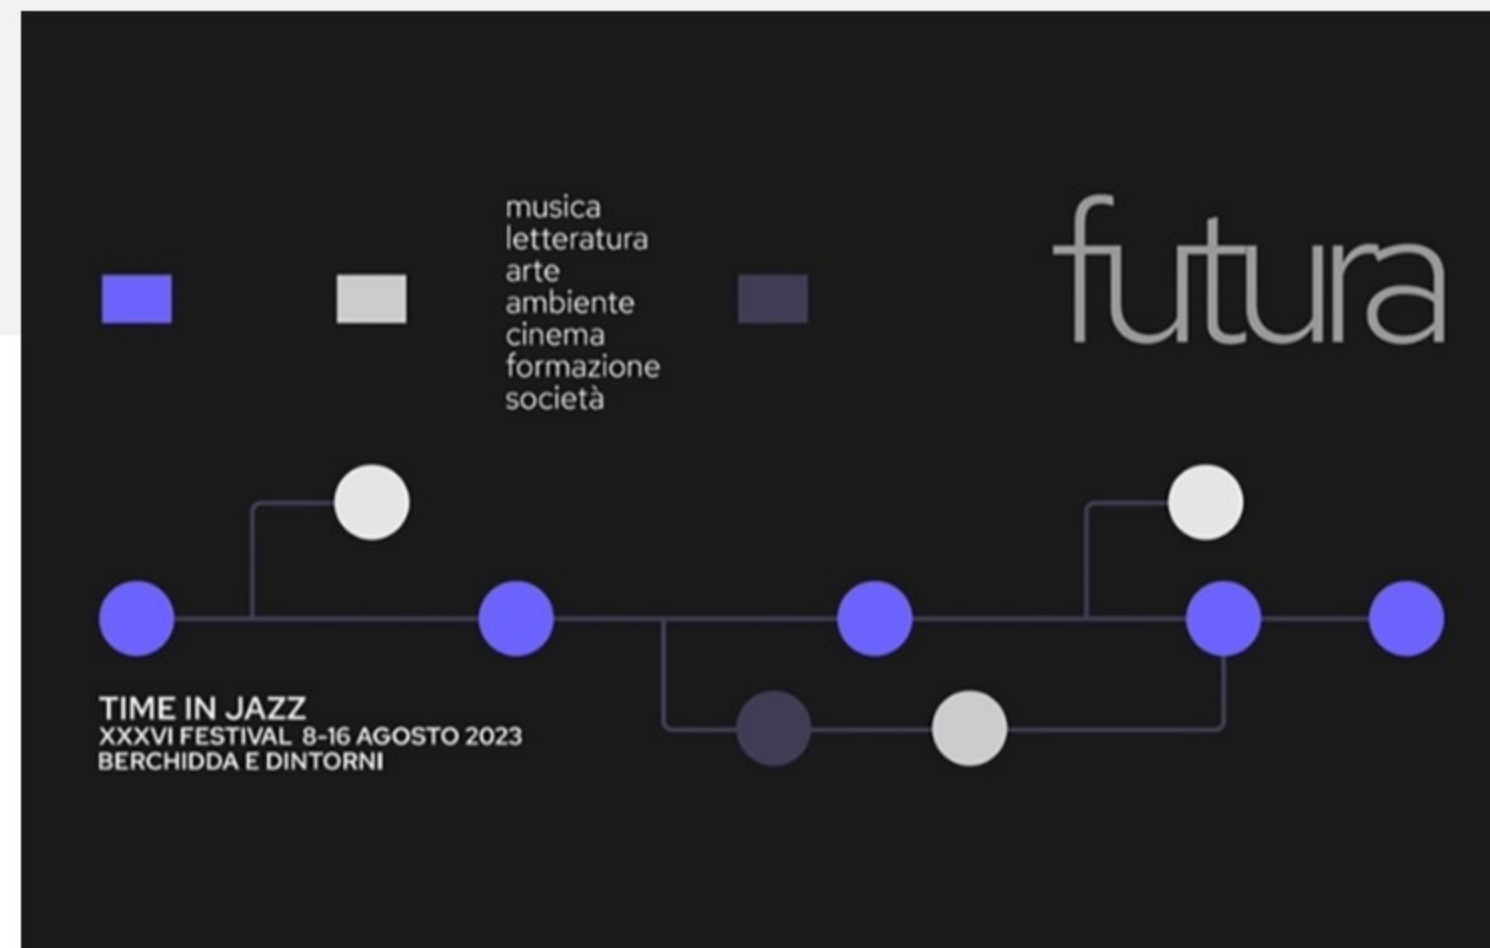 musica
letteratura
arte
ambiente
cinema
formazione
società
futura
TIME IN JAZZ
XXXVI FESTIVAL 8-16 AGOSTO 2023
BERCHIDDA E DINTORNI